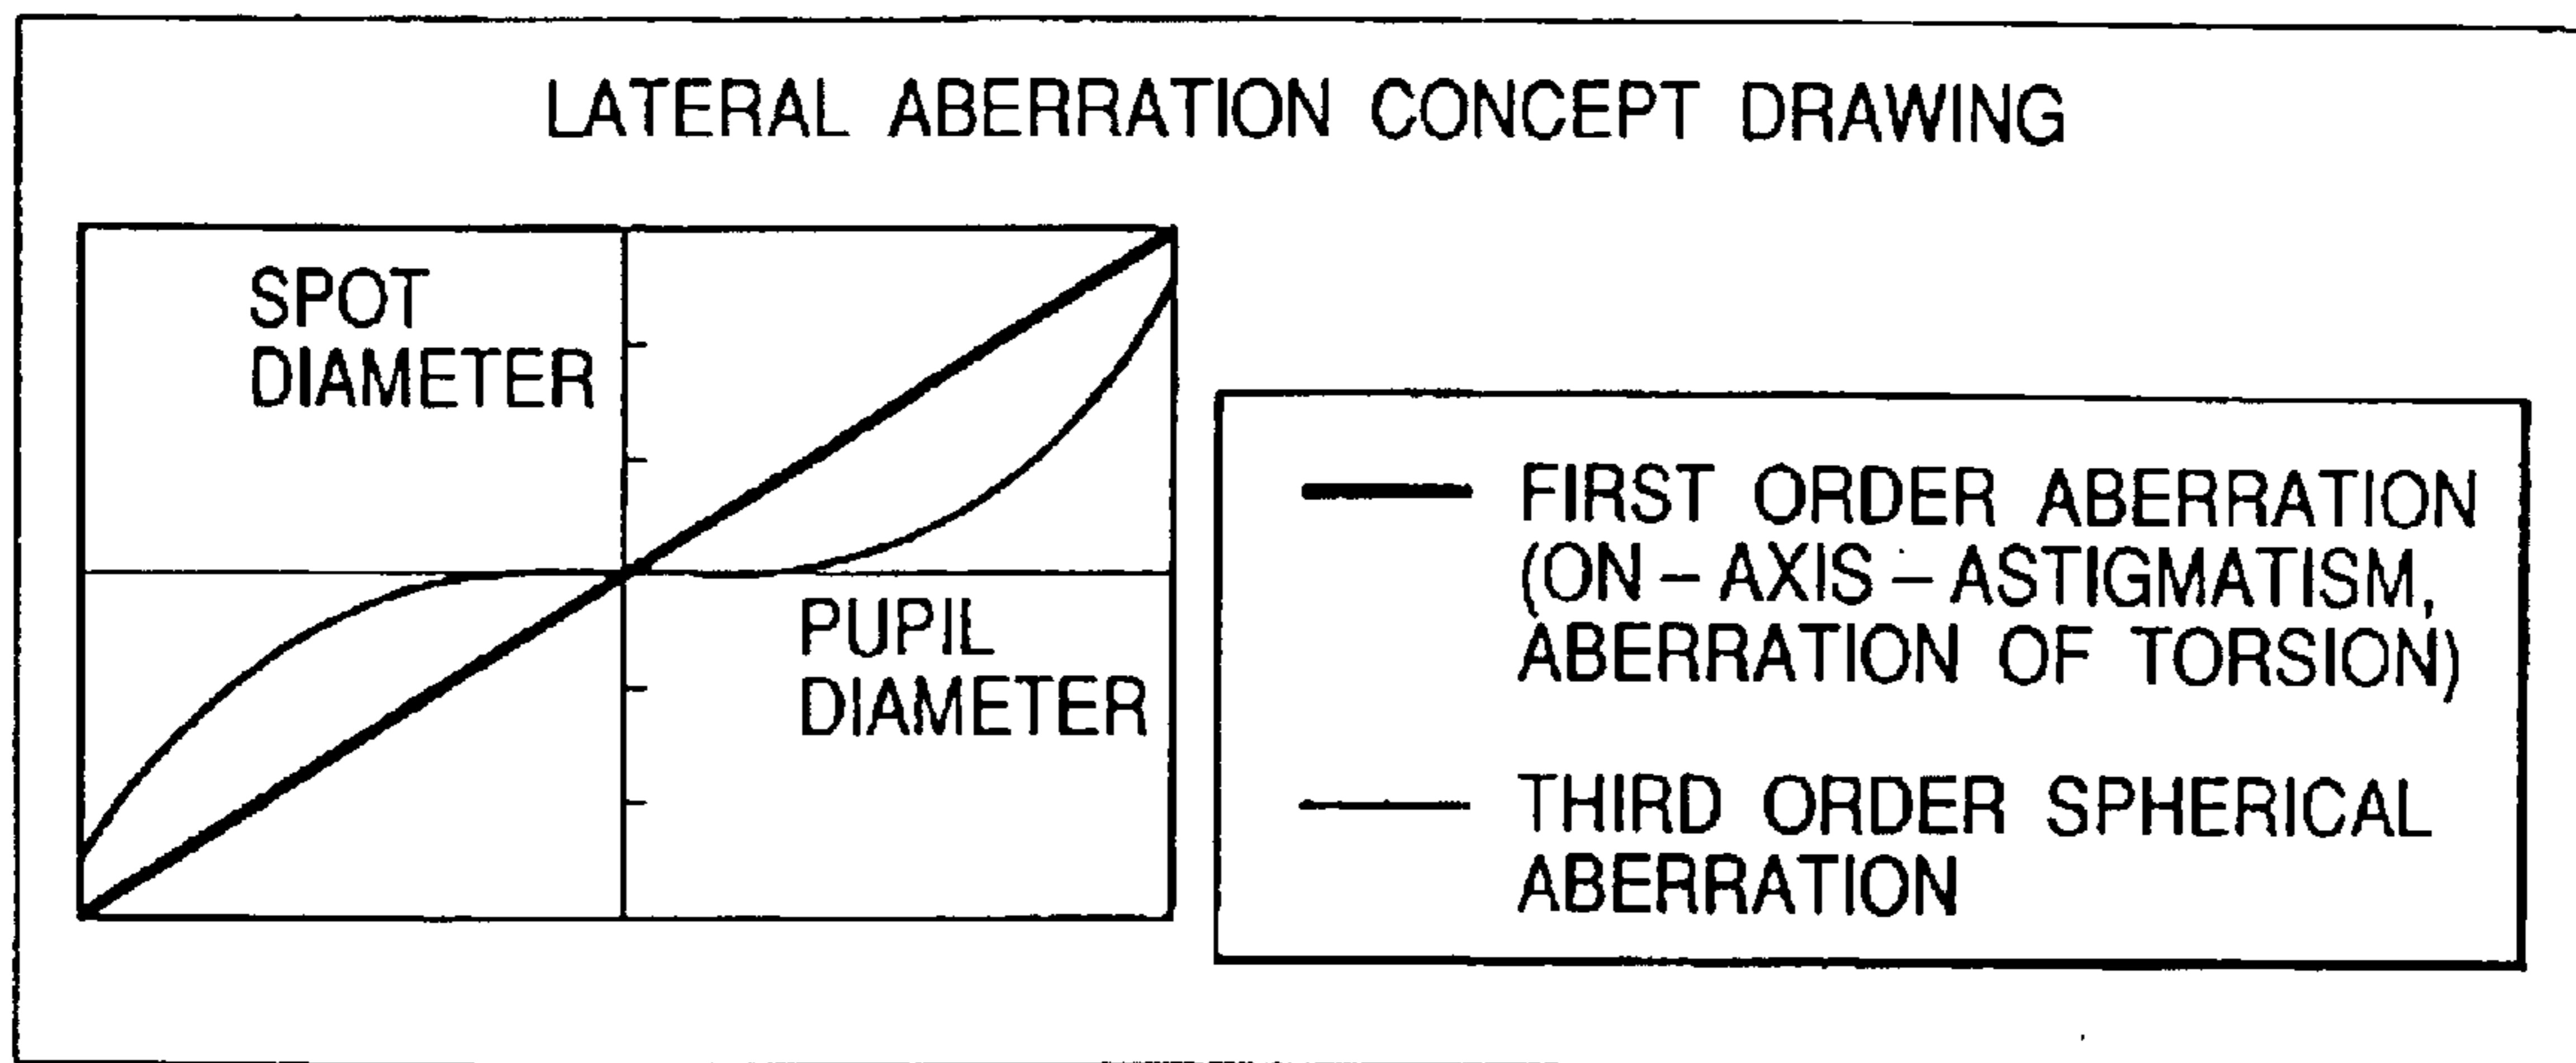 LATERAL ABERRATION CONCEPT DRAWING
SPOT
DIAMETER
PUPIL
DIAMETER
FIRST ORDER ABERRATION
(ON – AXIS – ASTIGMATISM,
ABERRATION OF TORSION)
THIRD ORDER SPHERICAL
ABERRATION